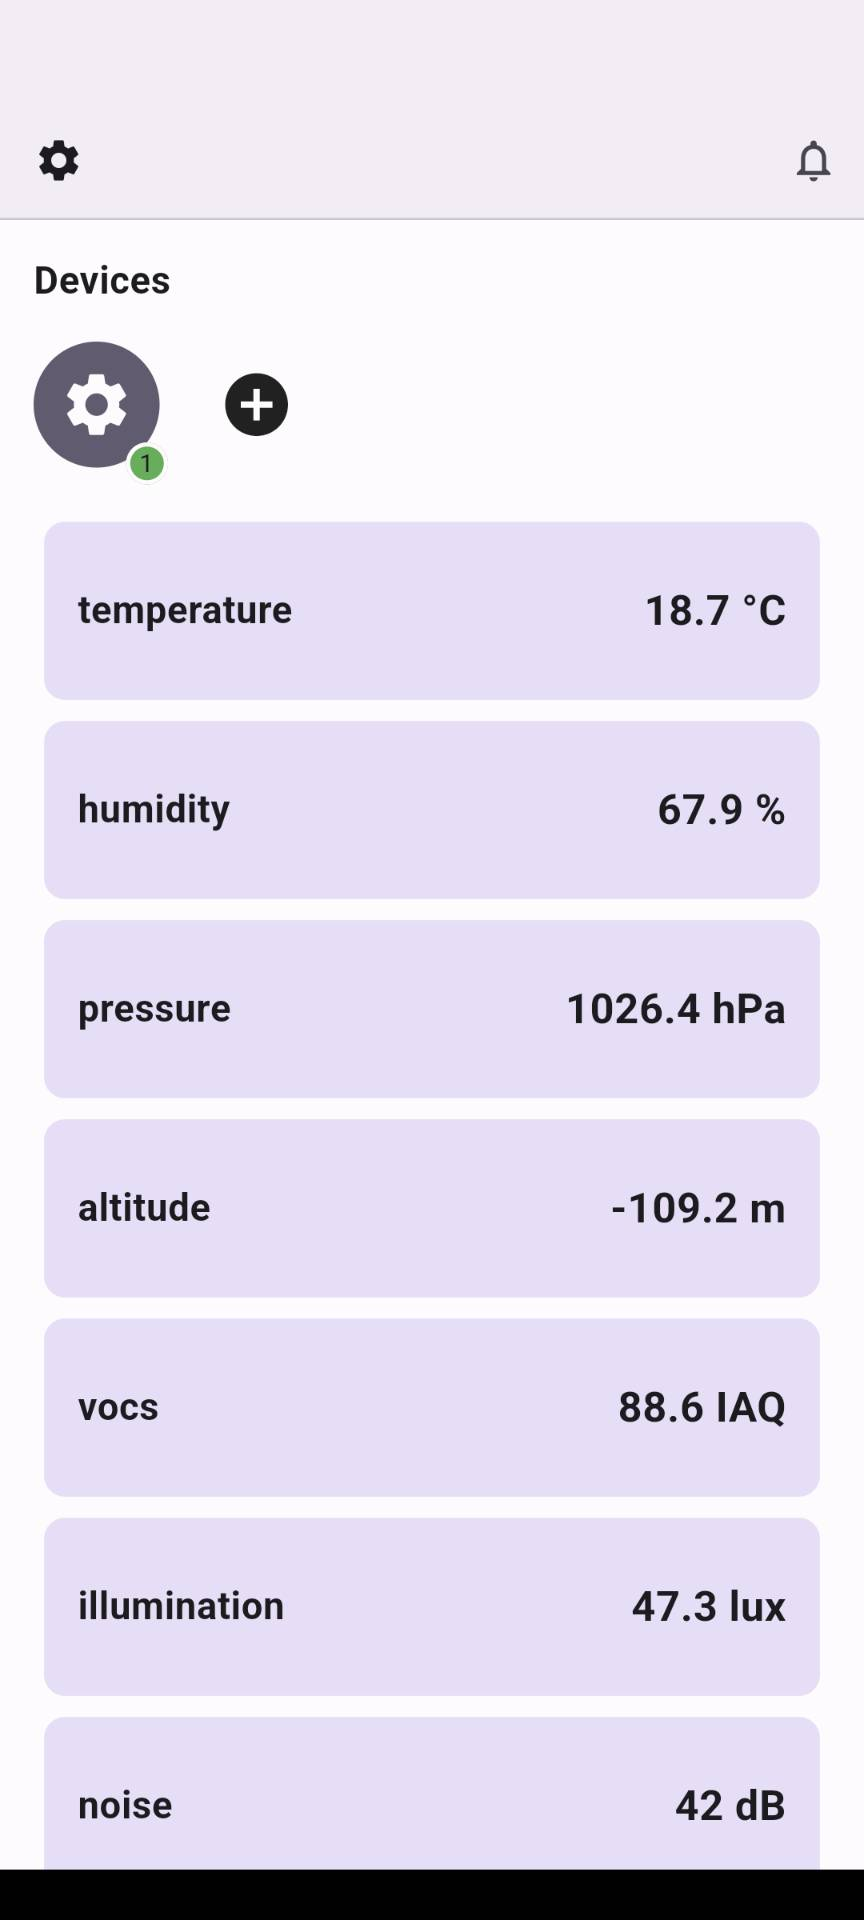 Devices
1
temperature 18.7 °C
humidity 67.9 %
pressure 1026.4 hPa
altitude -109.2 m
vocs 88.6 IAQ
illumination 47.3 lux
noise 42 dB